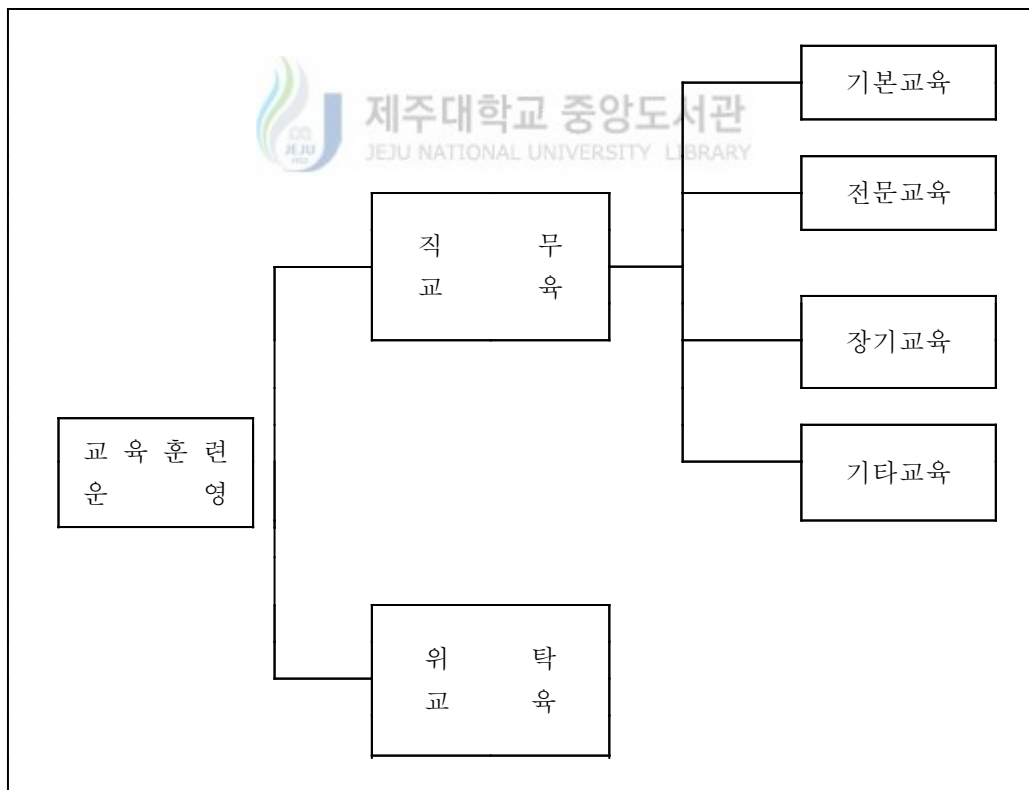 제주대학교 중앙도서관
JEJU NATIONAL UNIVERSITY LIBRARY
기본교육
전문교육
직 무
교 육
장기교육
교 육 훈 련
운 영
기타교육
위 탁
교 육